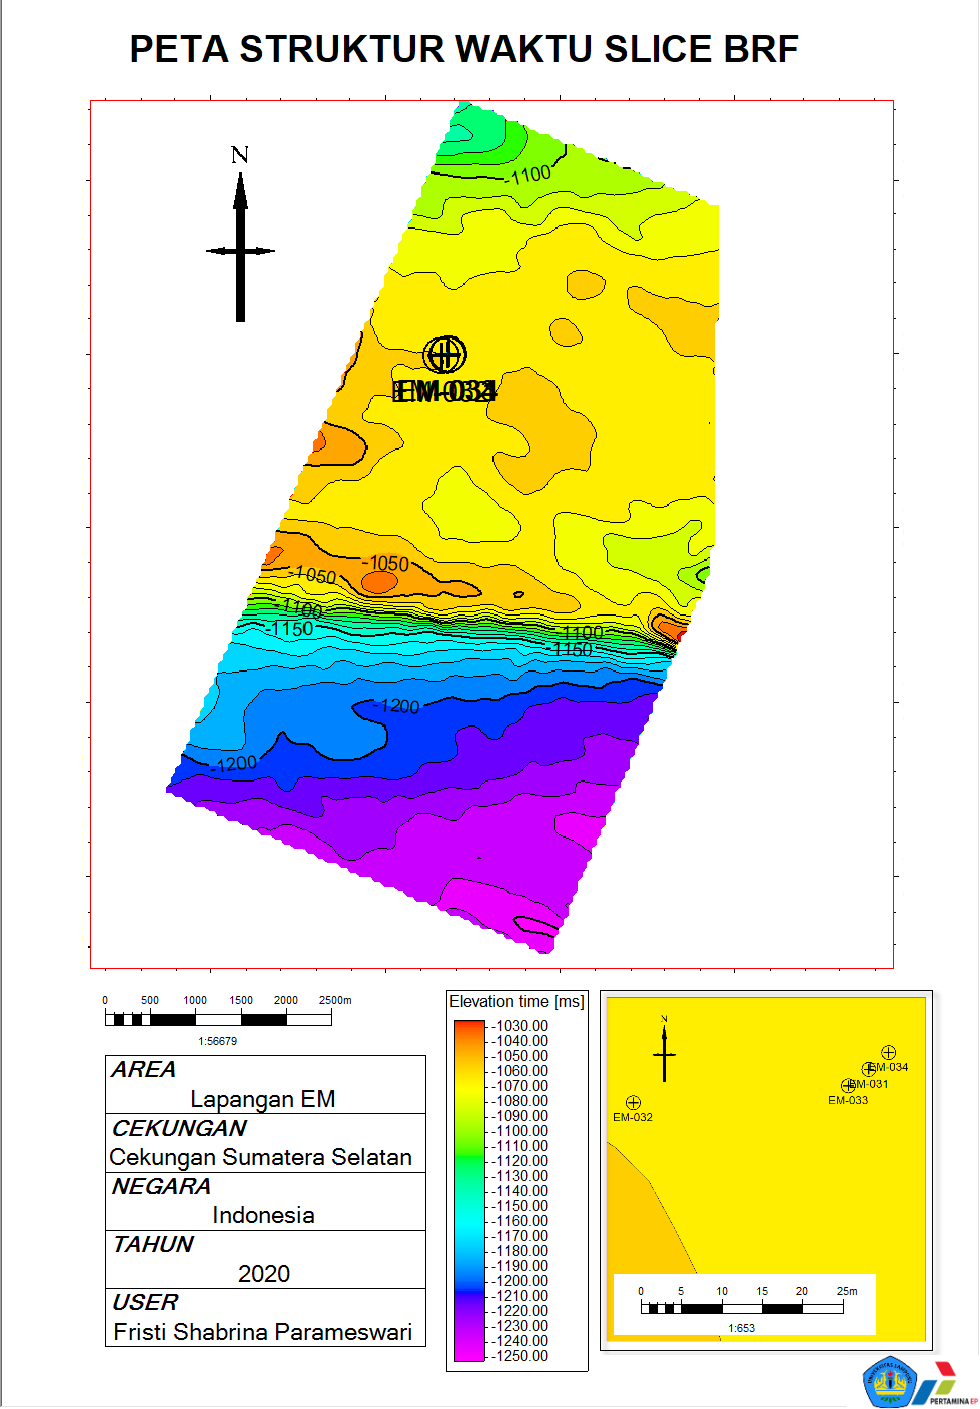 PETA STRUKTUR WAKTU SLICE BRF
N
-1100
EM-034
-1050
-1050
-1100
-1150
-1100
-1150
-1200
-1200
0 500 1000 1500 2000 2500m
1:56679
AREA
Lapangan EM
CEKUNGAN
Cekungan Sumatera Selatan
NEGARA
Indonesia
TAHUN
2020
USER
Fristi Shabrina Parameswari
Elevation time [ms]
-1030.00
-1040.00
-1050.00
-1060.00
-1070.00
-1080.00
-1090.00
-1100.00
-1110.00
-1120.00
-1130.00
-1140.00
-1150.00
-1160.00
-1170.00
-1180.00
-1190.00
-1200.00
-1210.00
-1220.00
-1230.00
-1240.00
-1250.00
N
EM-034
EM-031
EM-033
EM-032
0 5 10 15 20 25m
1:653
UNIVERSITAS LAMPUNG
PERTAMINA EP